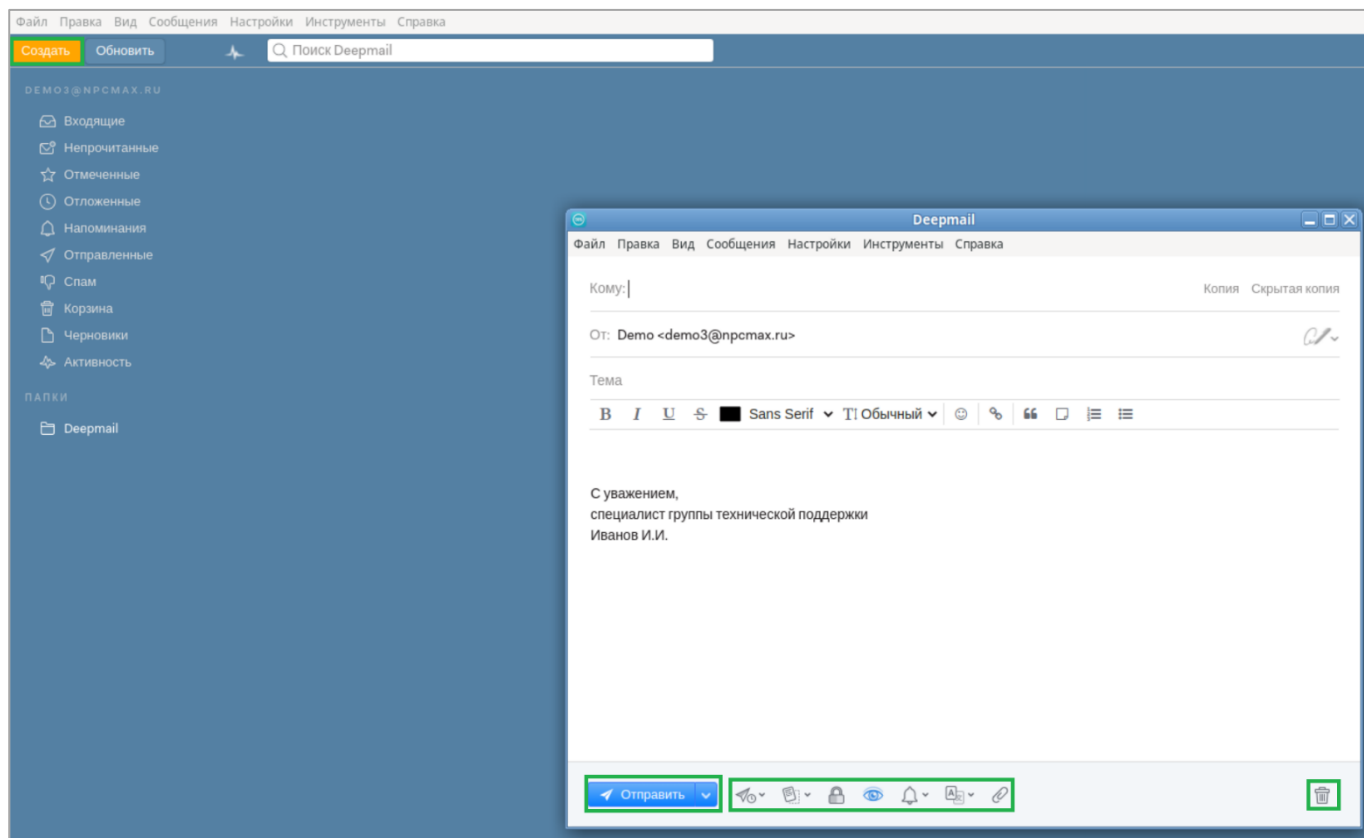 Файл Правка Вид Сообщения Настройки Инструменты Справка
Создать Обновить Поиск Deepmail
DEMO3@NPCMAX.RU
Входящие
Непрочитанные
Отмеченные
Отложенные
Напоминания
Отправленные
Спам
Корзина
Черновики
Активность
ПАПКИ
Deepmail
Deepmail
Файл Правка Вид Сообщения Настройки Инструменты Справка
Кому: Копия Скрытая копия
От: Demo <demo3@npcmax.ru>
Тема
B I U S Sans Serif T! Обычный
С уважением,
специалист группы технической поддержки
Иванов И.И.
Отправить